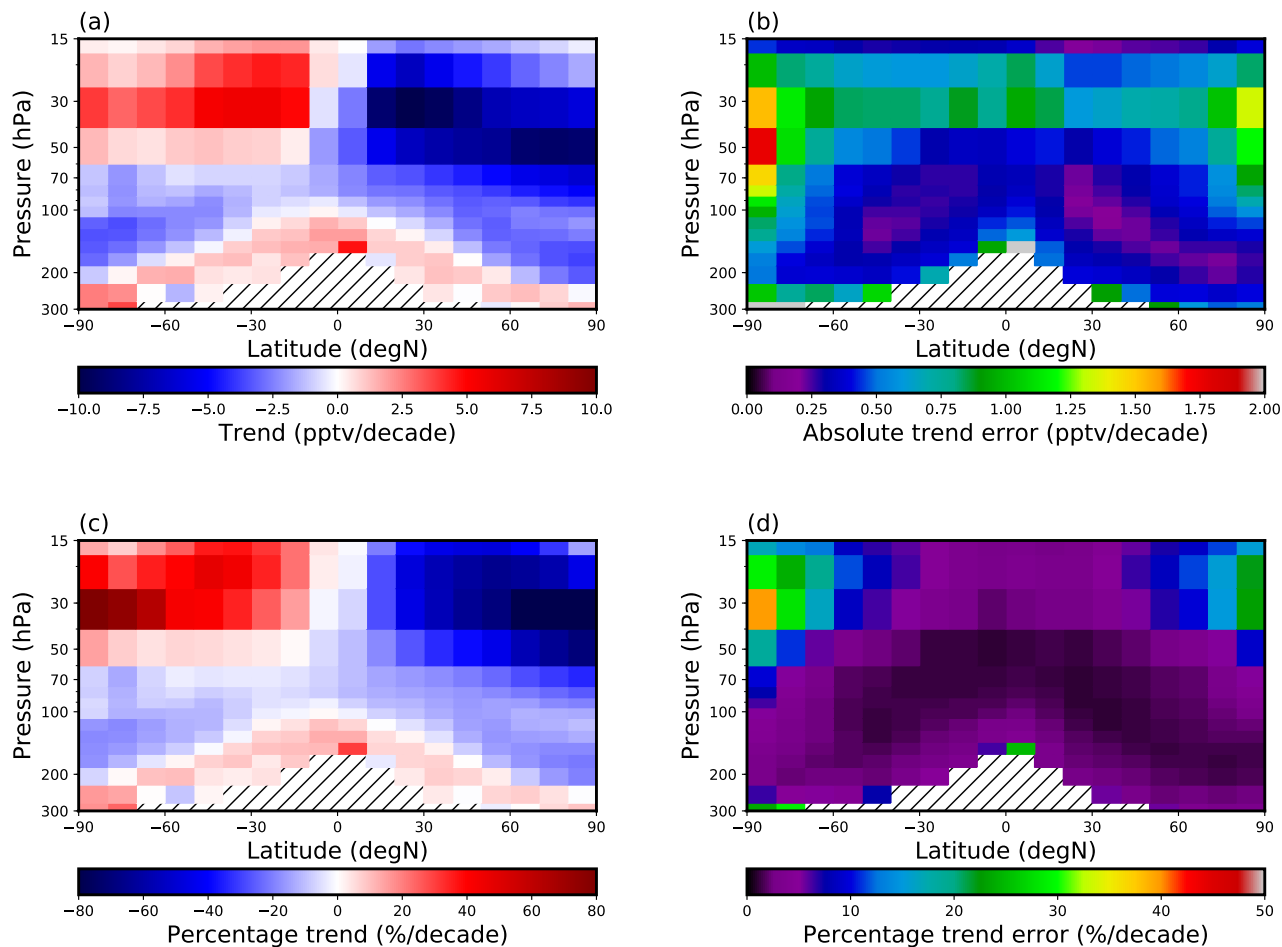 (a)
15
30
50
70
100
200
300
Pressure (hPa)
−90 −60 −30 0 30 60 90
Latitude (degN)
−10.0 −7.5 −5.0 −2.5 0.0 2.5 5.0 7.5 10.0
Trend (pptv/decade)
(b)
15
30
50
70
100
200
300
Pressure (hPa)
−90 −60 −30 0 30 60 90
Latitude (degN)
0.00 0.25 0.50 0.75 1.00 1.25 1.50 1.75 2.00
Absolute trend error (pptv/decade)
(c)
15
30
50
70
100
200
300
Pressure (hPa)
−90 −60 −30 0 30 60 90
Latitude (degN)
−80 −60 −40 −20 0 20 40 60 80
Percentage trend (%/decade)
(d)
15
30
50
70
100
200
300
Pressure (hPa)
−90 −60 −30 0 30 60 90
Latitude (degN)
0 10 20 30 40 50
Percentage trend error (%/decade)